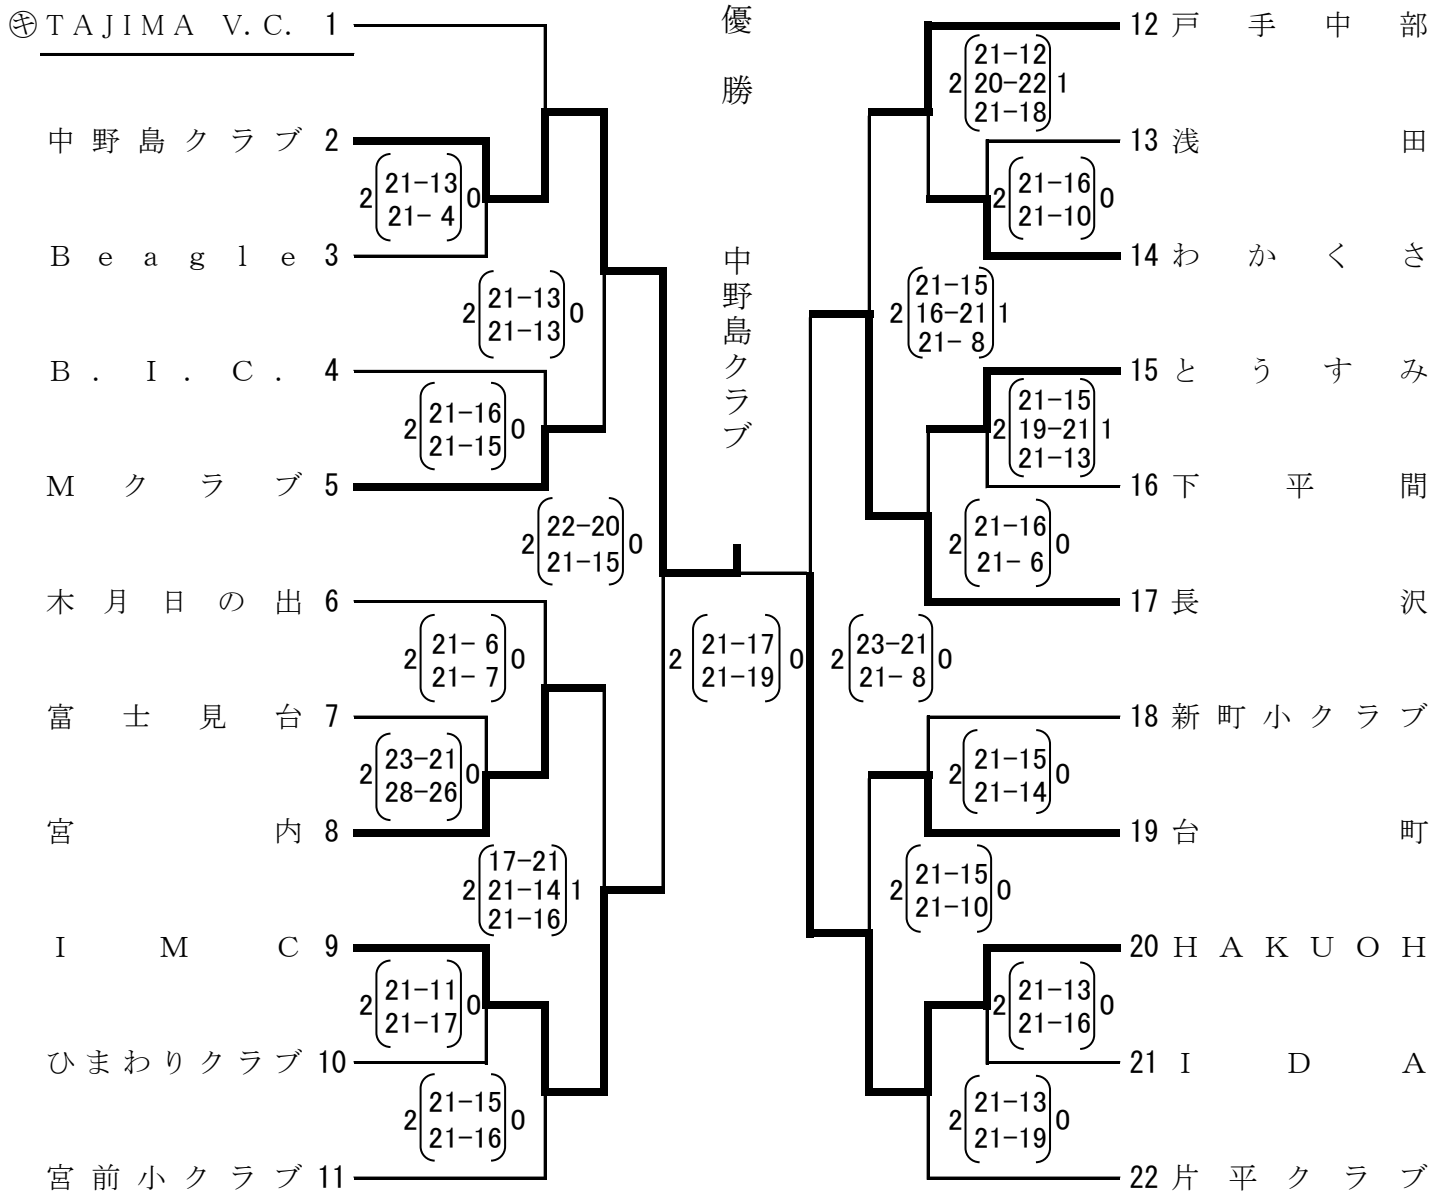 ㋖ TAJIMA V.C. 1
中野島クラブ 2
2 21-13 0
21- 4
Beagle 3
2 21-13 0
21-13
B.I.C. 4
2 21-16 0
21-15
Mクラブ 5
2 22-20 0
21-15
木月日の出 6
2 21- 6 0
21- 7
富士見台 7
2 23-21 0
28-26
宮内 8
2 17-21 1
21-14
21-16
IMC 9
2 21-11 0
21-17
ひまわりクラブ 10
2 21-15 0
21-16
宮前小クラブ 11
優勝
中野島クラブ
2 21-17 0
21-19
12 戸手中部
2 21-12 1
20-22
21-18
13 浅田
2 21-16 0
21-10
14 わかくさ
2 21-15 1
16-21
21- 8
15 とうすみ
2 21-15 1
19-21
21-13
16 下平間
2 21-16 0
21- 6
17 長沢
2 23-21 0
21- 8
18 新町小クラブ
2 21-15 0
21-14
19 台町
2 21-15 0
21-10
20 HAKUOH
2 21-13 0
21-16
21 IDA
2 21-13 0
21-19
22 片平クラブ